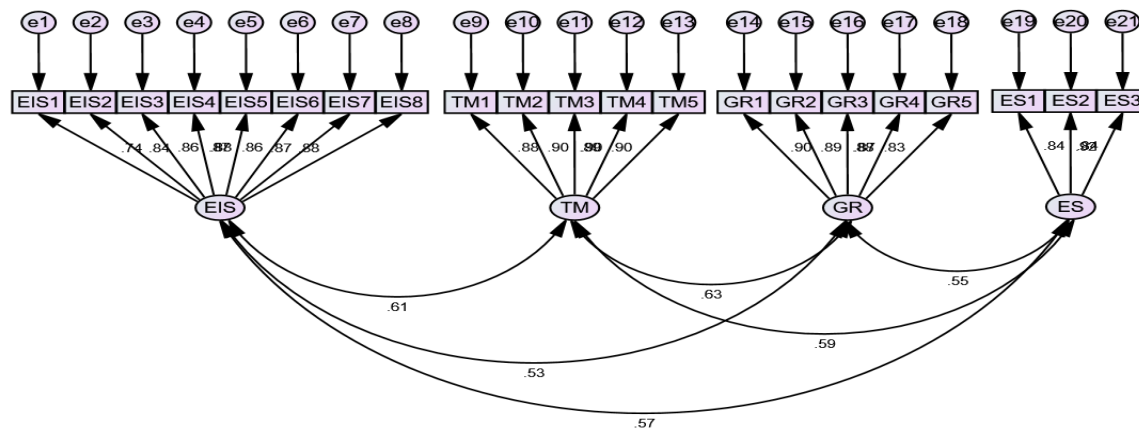 e1 e2 e3 e4 e5 e6 e7 e8 e9 e10 e11 e12 e13 e14 e15 e16 e17 e18 e19 e20 e21
EIS1 EIS2 EIS3 EIS4 EIS5 EIS6 EIS7 EIS8 TM1 TM2 TM3 TM4 TM5 GR1 GR2 GR3 GR4 GR5 ES1 ES2 ES3
.74 .84 .86 .86 .87 .88 .88 .90 .90 .90 .89 .83 .84
EIS TM GR ES
.61 .63 .55
.53 .59
.57